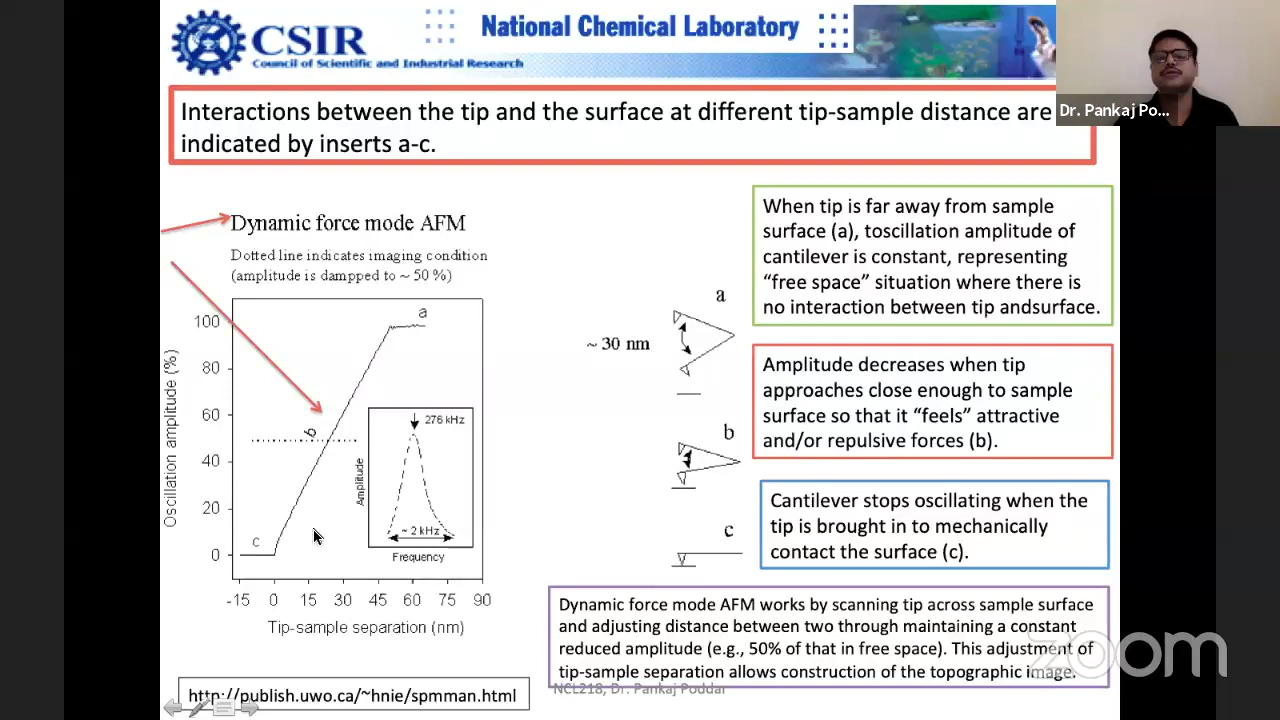 CSIR
Council of Scientific and Industrial Research
National Chemical Laboratory
Dr. Pankaj Po...
Interactions between the tip and the surface at different tip-sample distance are
indicated by inserts a-c.
Dynamic force mode AFM
Dotted line indicates imaging condition
(amplitude is dampped to ~ 50 %)
Oscillation amplitude (%)
100
80
60
40
20
0
a
b
c
-15 0 15 30 45 60 75 90
Tip-sample separation (nm)
276 kHz
Amplitude
~ 2 kHz
Frequency
a
~ 30 nm
b
c
When tip is far away from sample
surface (a), toscillation amplitude of
cantilever is constant, representing
“free space” situation where there is
no interaction between tip andsurface.
Amplitude decreases when tip
approaches close enough to sample
surface so that it “feels” attractive
and/or repulsive forces (b).
Cantilever stops oscillating when the
tip is brought in to mechanically
contact the surface (c).
Dynamic force mode AFM works by scanning tip across sample surface
and adjusting distance between two through maintaining a constant
reduced amplitude (e.g., 50% of that in free space). This adjustment of
tip-sample separation allows construction of the topographic image.
NCL218, Dr. Pankaj Poddar
http://publish.uwo.ca/~hnie/spmman.html
zoom